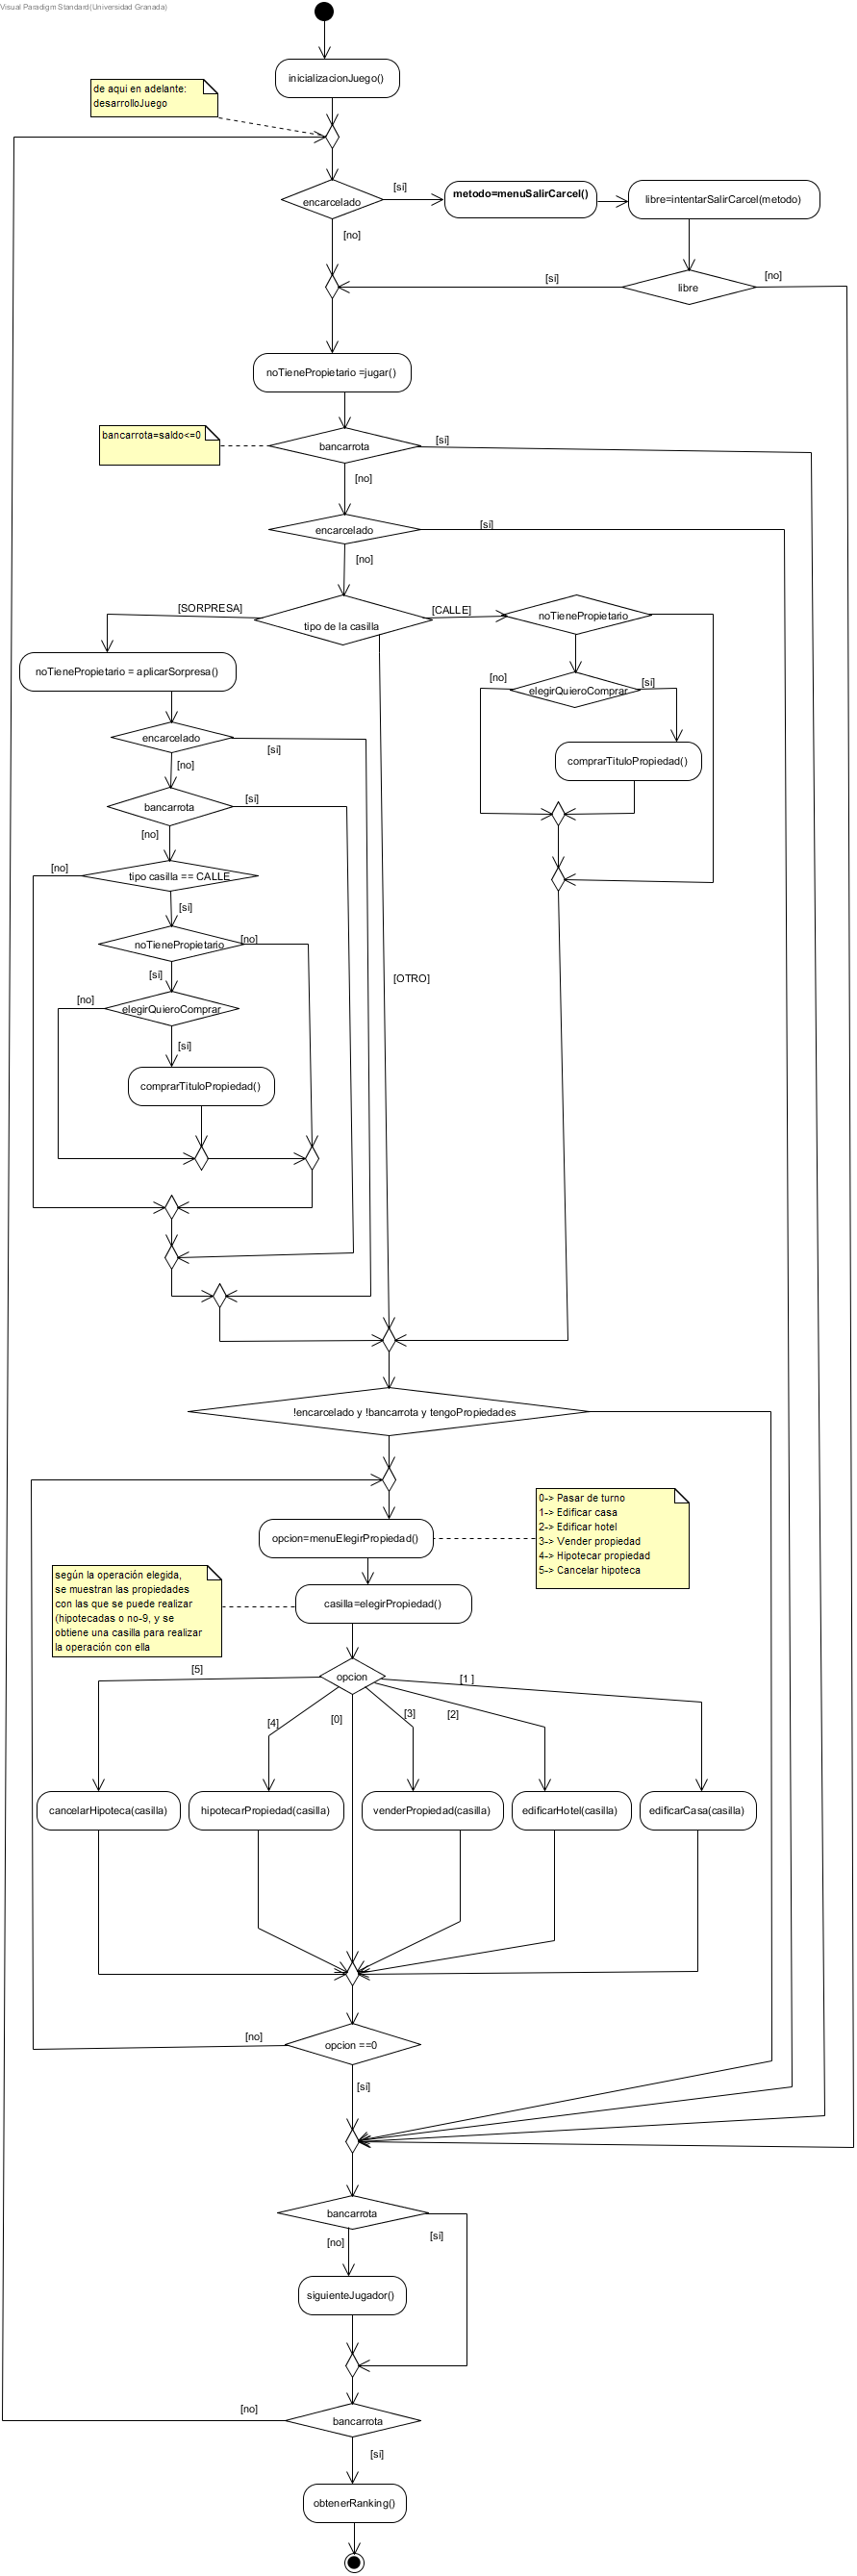 Visual Paradigm Standard(Universidad Granada)
inicializacionJuego()
de aqui en adelante:
desarrolloJuego
encarcelado
[si]
metodo=menuSalirCarcel()
libre=intentarSalirCarcel(metodo)
[no]
[si]
libre
[no]
noTienePropietario =jugar()
bancarrota=saldo<=0
bancarrota
[si]
[no]
encarcelado
[si]
[no]
[SORPRESA]
tipo de la casilla
[CALLE]
noTienePropietario
noTienePropietario = aplicarSorpresa()
[no]
elegirQuieroComprar
[si]
encarcelado
[si]
[no]
comprarTituloPropiedad()
bancarrota
[si]
[no]
[no]
tipo casilla == CALLE
[si]
noTienePropietario
[no]
[si]
[OTRO]
[no]
elegirQuieroComprar
[si]
comprarTituloPropiedad()
!encarcelado y !bancarrota y tengoPropiedades
opcion=menuElegirPropiedad()
0-> Pasar de turno
1-> Edificar casa
2-> Edificar hotel
3-> Vender propiedad
4-> Hipotecar propiedad
5-> Cancelar hipoteca
según la operación elegida,
se muestran las propiedades
con las que se puede realizar
(hipotecadas o no-9, y se
obtiene una casilla para realizar
la operación con ella
casilla=elegirPropiedad()
opcion
[5]
[4]
[0]
[3]
[2]
[1 ]
cancelarHipoteca(casilla)
hipotecarPropiedad(casilla)
venderPropiedad(casilla)
edificarHotel(casilla)
edificarCasa(casilla)
[no]
opcion ==0
[si]
bancarrota
[si]
[no]
siguienteJugador()
[no]
bancarrota
[si]
obtenerRanking()